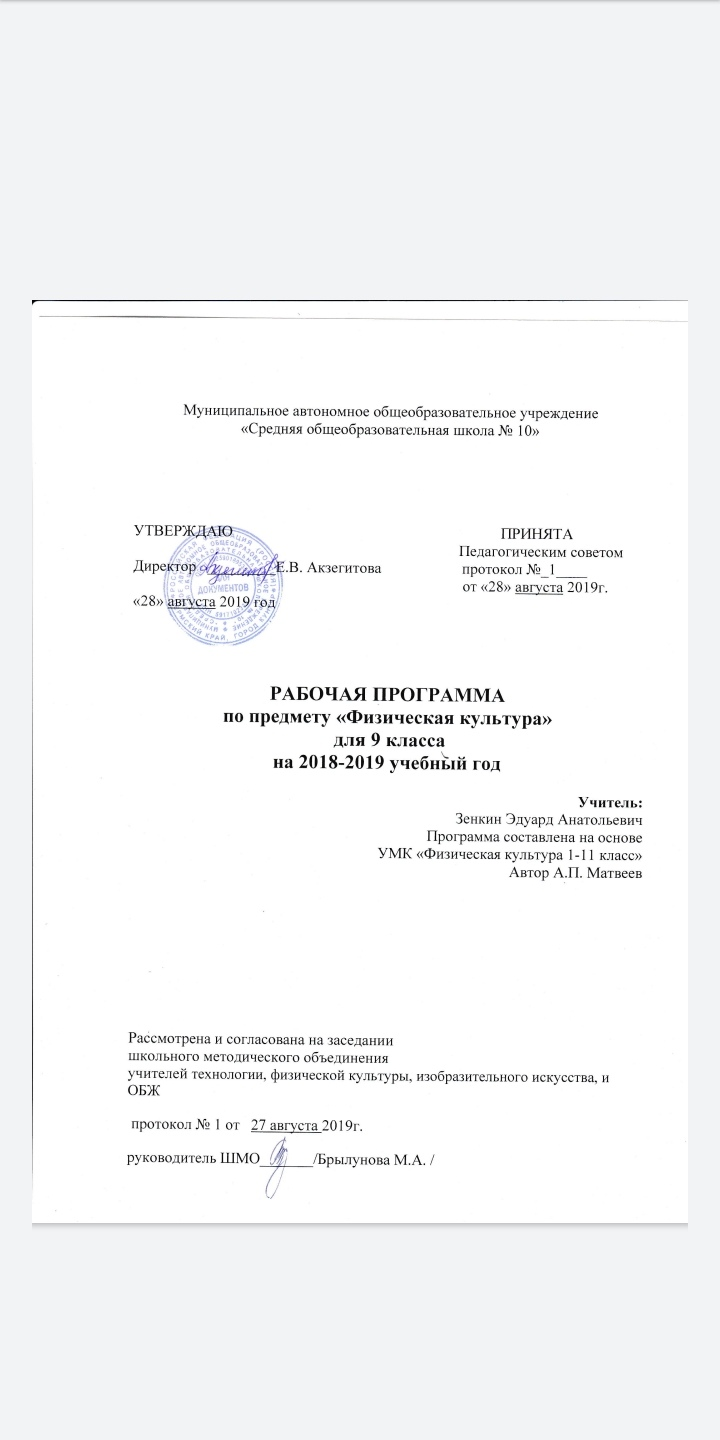 Муниципальное автономное общеобразовательное учреждение
«Средняя общеобразовательная школа № 10»
УТВЕРЖДАЮ
Директор Е.В. Акзегитова
«28» августа 2019 год
ДОКУМЕНТОВ
ПРИНЯТА
Педагогическим советом
протокол №_1____
от «28» августа 2019г.
РАБОЧАЯ ПРОГРАММА
по предмету «Физическая культура»
для 9 класса
на 2018-2019 учебный год
Учитель:
Зенкин Эдуард Анатольевич
Программа составлена на основе
УМК «Физическая культура 1-11 класс»
Автор А.П. Матвеев
Рассмотрена и согласована на заседании
школьного методического объединения
учителей технологии, физической культуры, изобразительного искусства, и
ОБЖ
протокол № 1 от 27 августа 2019г.
руководитель ШМО_______/Брылунова М.А. /